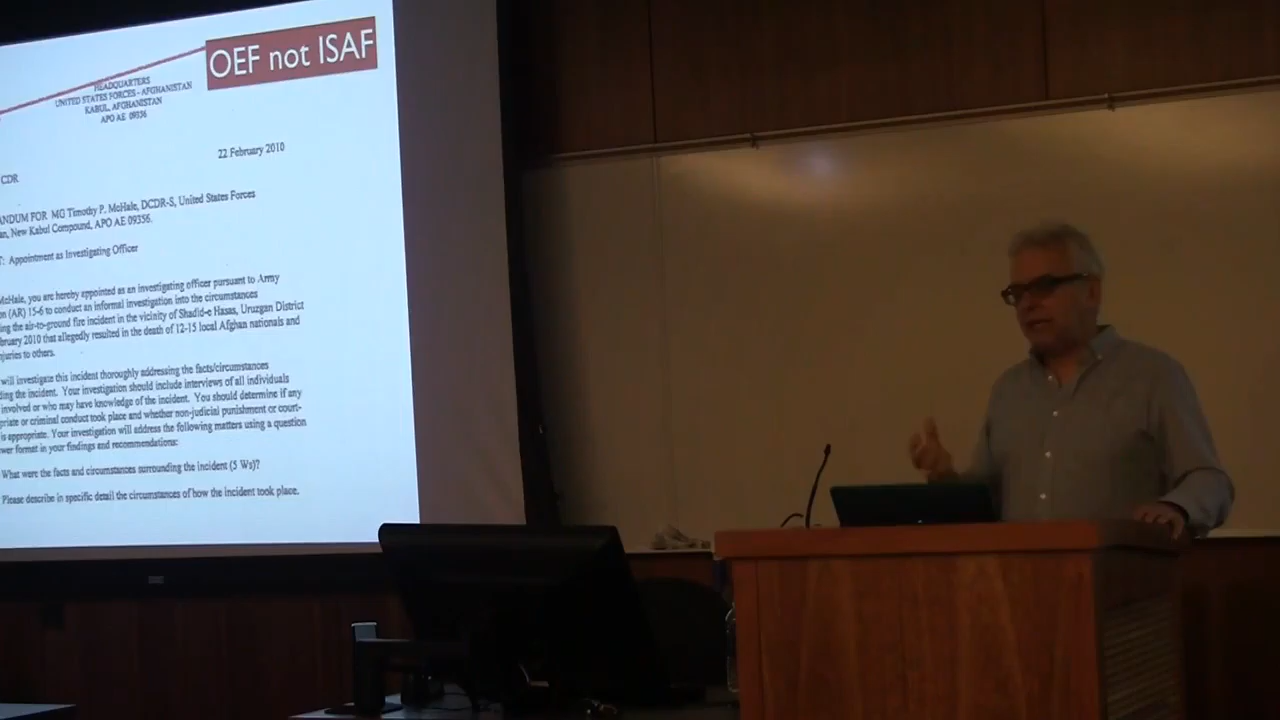 OEF not ISAF
HEADQUARTERS
UNITED STATES FORCES - AFGHANISTAN
KABUL, AFGHANISTAN
APO AE 09356
22 February 2010
CDR
ANDUM FOR MG Timothy P. McHale, DCDR-S, United States Forces
an, New Kabul Compound, APO AE 09356.
T: Appointment as Investigating Officer
McHale, you are hereby appointed as an investigating officer pursuant to Army
on (AR) 15-6 to conduct an informal investigation into the circumstances
ing the air-to-ground fire incident in the vicinity of Shadid-e Hasas, Uruzgan District
bruary 2010 that allegedly resulted in the death of 12-15 local Afghan nationals and
njuries to others.
will investigate this incident thoroughly addressing the facts/circumstances
ding the incident. Your investigation should include interviews of all individuals
involved or who may have knowledge of the incident. You should determine if any
priate or criminal conduct took place and whether non-judicial punishment or court-
is appropriate. Your investigation will address the following matters using a question
wer format in your findings and recommendations:
What were the facts and circumstances surrounding the incident (5 Ws)?
Please describe in specific detail the circumstances of how the incident took place.